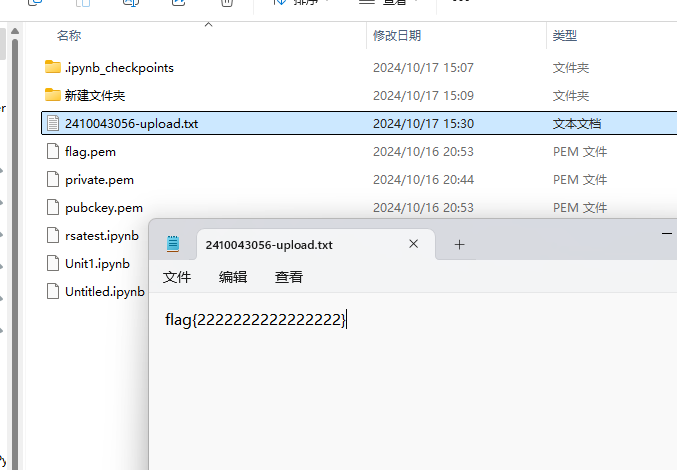 排序 查看
名称 修改日期 类型
.ipynb_checkpoints 2024/10/17 15:07 文件夹
新建文件夹 2024/10/17 15:09 文件夹
2410043056-upload.txt 2024/10/17 15:30 文本文档
flag.pem 2024/10/16 20:53 PEM 文件
private.pem 2024/10/16 20:44 PEM 文件
pubckey.pem 2024/10/16 20:53 PEM 文件
rsatest.ipynb
Unit1.ipynb
Untitled.ipynb
2410043056-upload.txt
文件 编辑 查看
flag{2222222222222222}